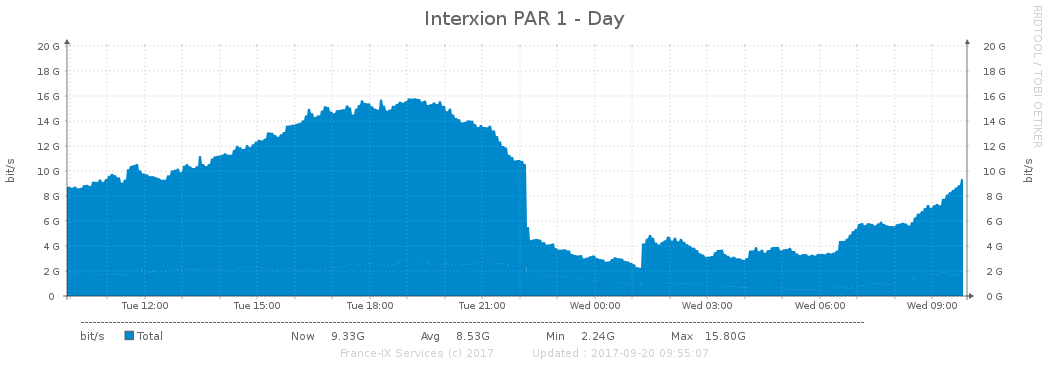 Interxion PAR 1 - Day
RRDTOOL / TOBI OETIKER
20 G 20 G
18 G 18 G
16 G 16 G
14 G 14 G
12 G 12 G
10 G 10 G
8 G 8 G
6 G 6 G
4 G 4 G
2 G 2 G
0 0 G
bit/s bit/s
Tue 12:00 Tue 15:00 Tue 18:00 Tue 21:00 Wed 00:00 Wed 03:00 Wed 06:00 Wed 09:00
bit/s Total Now 9.33G Avg 8.53G Min 2.24G Max 15.80G
France-IX Services (c) 2017 Updated : 2017-09-20 09:55:07